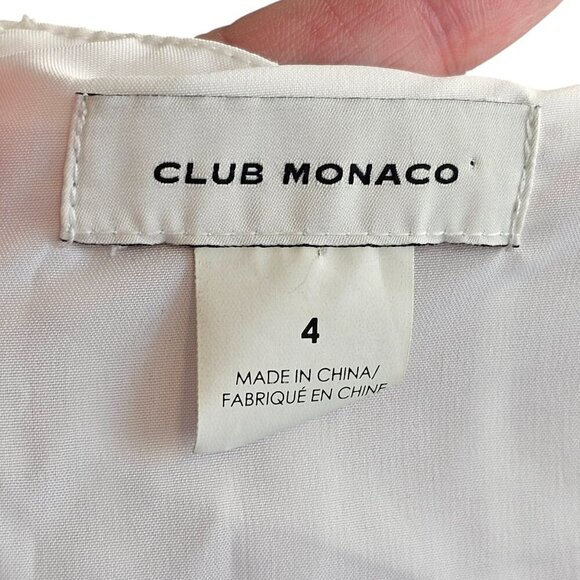 CLUB MONACO
4
MADE IN CHINA/
FABRIQUÉ EN CHINE